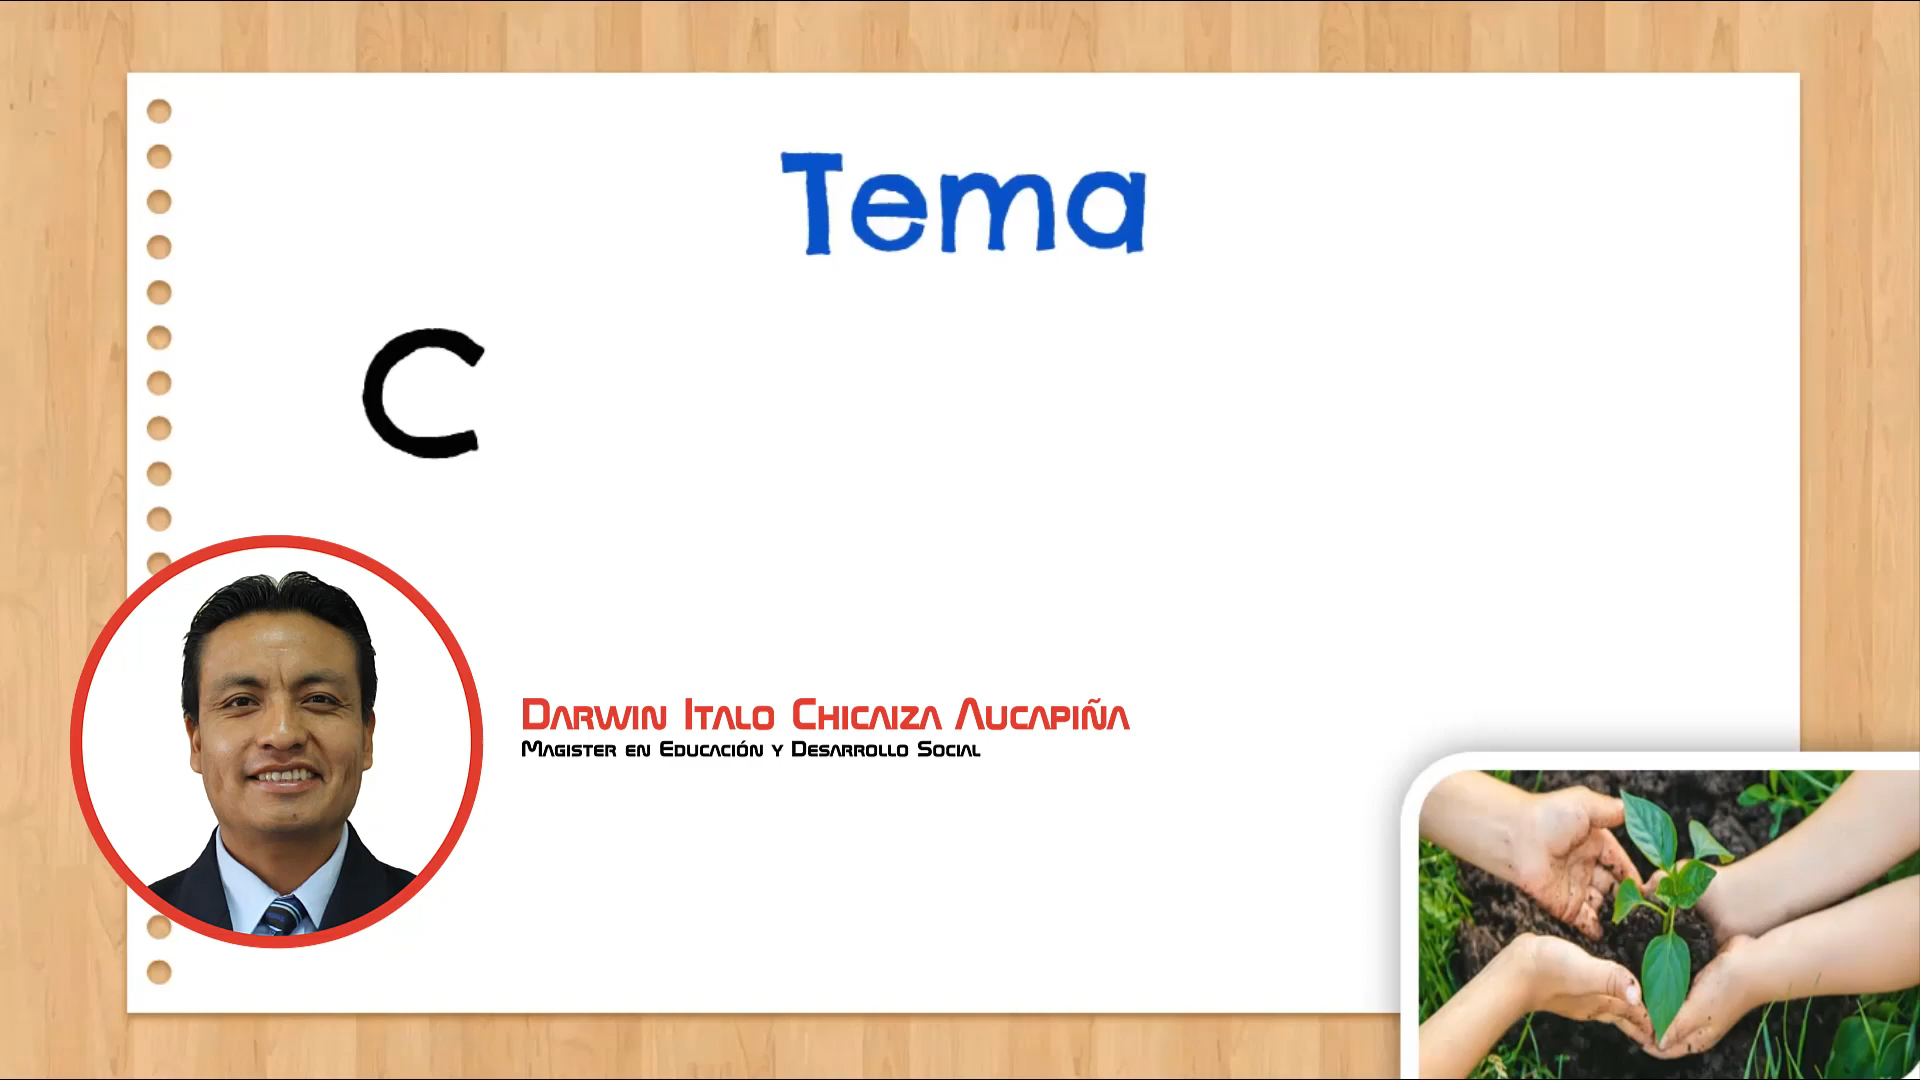 Tema
C
Darwin Italo Chicaiza Aucapiña
Magister en Educación y Desarrollo Social